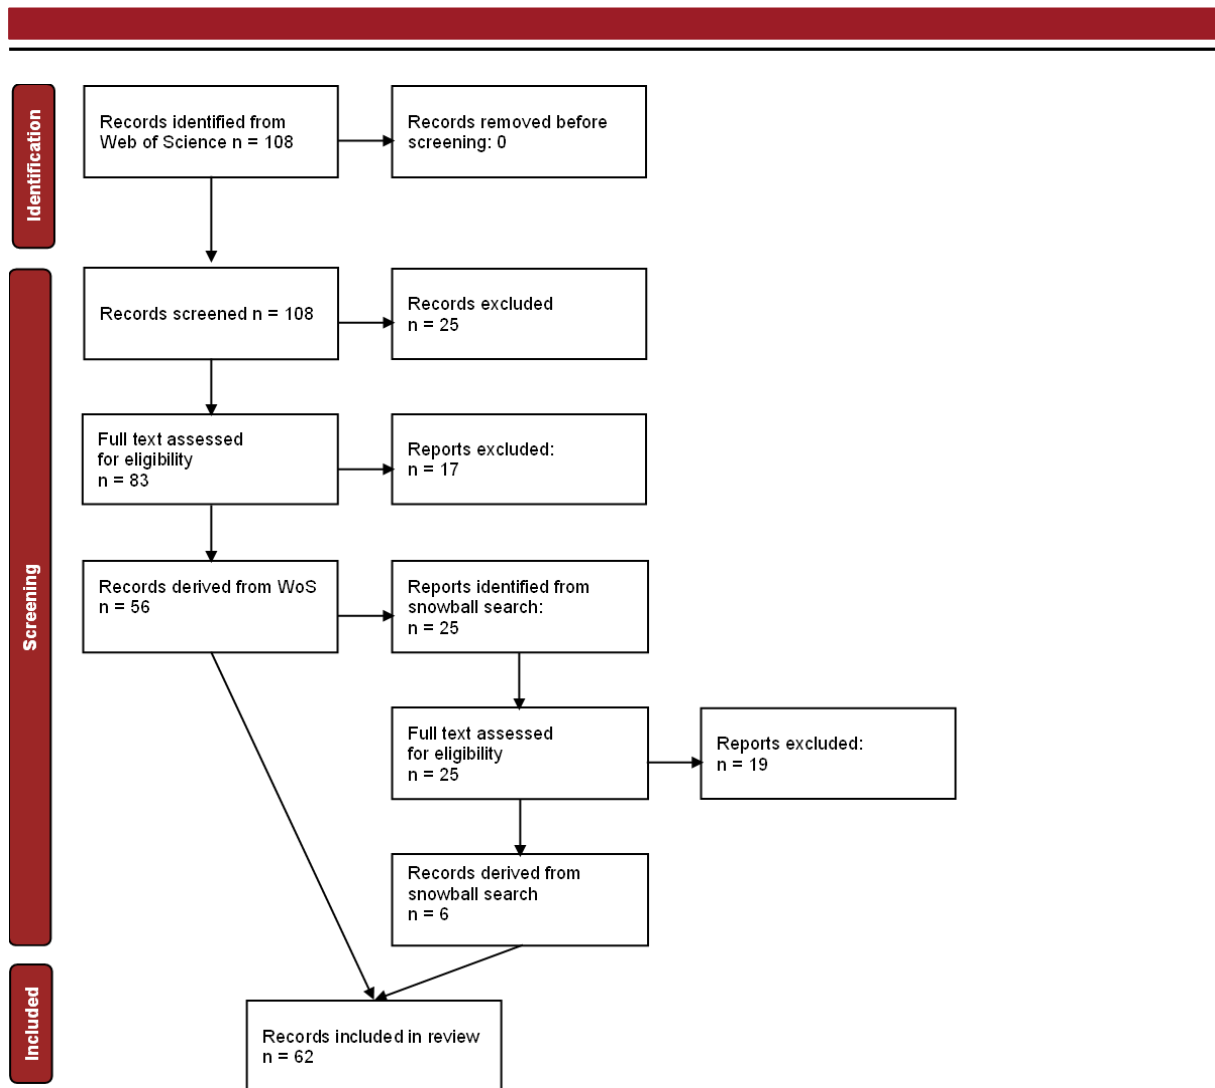 Identification
Records identified from
Web of Science n = 108
Records removed before
screening: 0
Screening
Records screened n = 108
Records excluded
n = 25
Full text assessed
for eligibility
n = 83
Reports excluded:
n = 17
Records derived from WoS
n = 56
Reports identified from
snowball search:
n = 25
Full text assessed
for eligibility
n = 25
Reports excluded:
n = 19
Records derived from
snowball search
n = 6
Included
Records included in review
n = 62